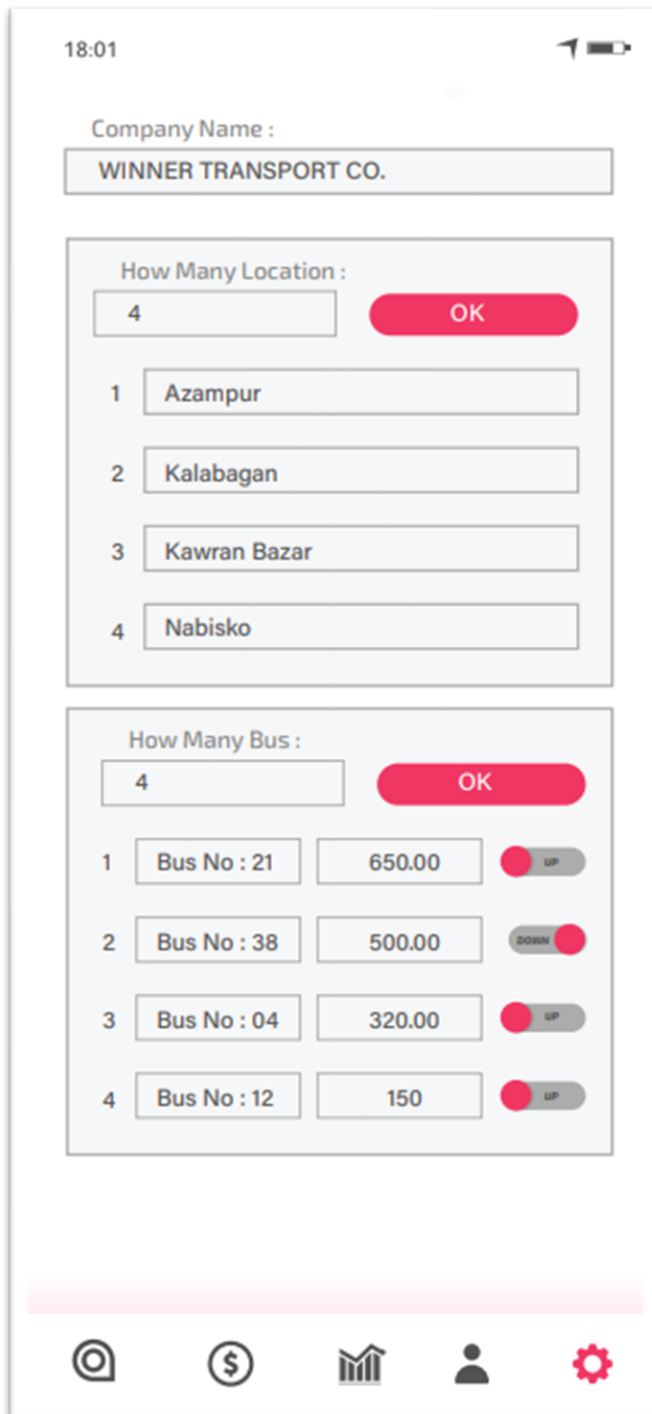 18:01
Company Name :
WINNER TRANSPORT CO.
How Many Location :
4 OK
1 Azampur
2 Kalabagan
3 Kawran Bazar
4 Nabisko
How Many Bus :
4 OK
1 Bus No : 21 650.00 UP
2 Bus No : 38 500.00 DOWN
3 Bus No : 04 320.00 UP
4 Bus No : 12 150 UP
$